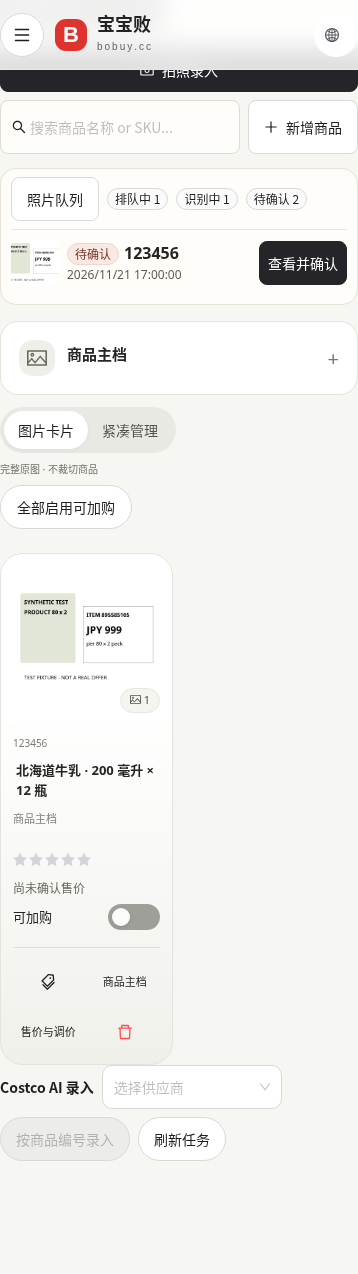 宝宝败
bobuy.cc
拍照录入
搜索商品名称 or SKU...
新增商品
照片队列
排队中 1
识别中 1
待确认 2
待确认 123456
2026/11/21 17:00:00
查看并确认
商品主档
图片卡片
紧凑管理
完整原图 · 不裁切商品
全部启用可加购
SYNTHETIC TEST
PRODUCT 80 x 2
ITEM 895585105
JPY 999
per 80 x 2 pack
TEST FIXTURE - NOT A REAL OFFER
1
123456
北海道牛乳 · 200 毫升 ×
12 瓶
商品主档
尚未确认售价
可加购
商品主档
售价与调价
Costco AI 录入
选择供应商
按商品编号录入
刷新任务